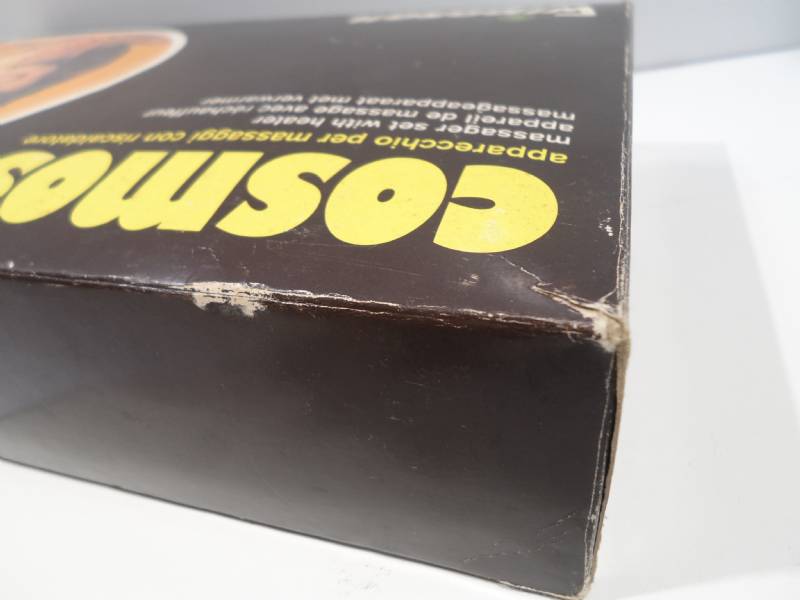 cosmos
apparecchio per massaggi con riscaldatore
massager set with heater
appareil de massage avec réchauffeur
massageapparaat met verwarmer